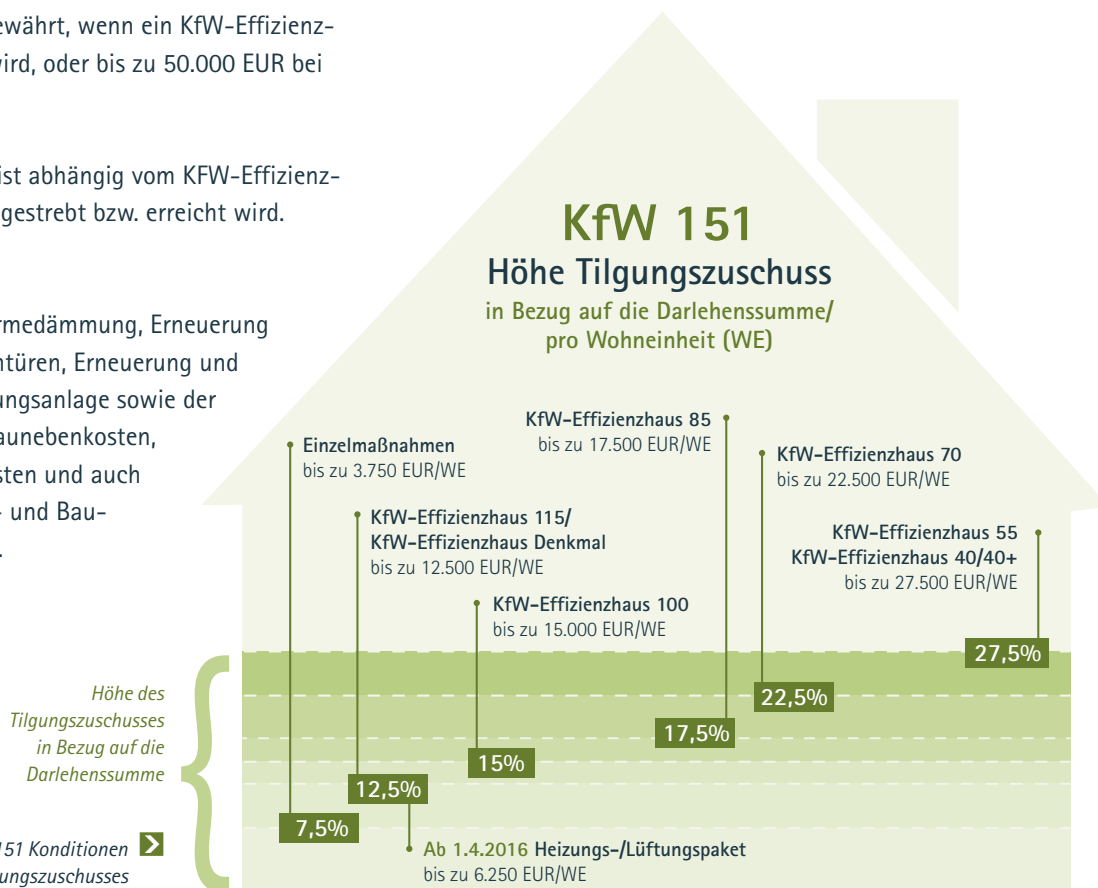 ewährt, wenn ein KfW-Effizienz-
vird, oder bis zu 50.000 EUR bei
ist abhängig vom KFW-Effizienz-
gestrebt bzw. erreicht wird.
rmedämmung, Erneuerung
ntüren, Erneuerung und
ungsanlage sowie der
aunebenkosten,
sten und auch
- und Bau-
.
KfW 151
Höhe Tilgungszuschuss
in Bezug auf die Darlehenssumme/
pro Wohneinheit (WE)
Einzelmaßnahmen
bis zu 3.750 EUR/WE
KfW-Effizienzhaus 115/
KfW-Effizienzhaus Denkmal
bis zu 12.500 EUR/WE
KfW-Effizienzhaus 100
bis zu 15.000 EUR/WE
KfW-Effizienzhaus 85
bis zu 17.500 EUR/WE
KfW-Effizienzhaus 70
bis zu 22.500 EUR/WE
KfW-Effizienzhaus 55
KfW-Effizienzhaus 40/40+
bis zu 27.500 EUR/WE
27,5%
22,5%
17,5%
15%
12,5%
7,5%
Ab 1.4.2016 Heizungs-/Lüftungspaket
bis zu 6.250 EUR/WE
Höhe des
Tilgungszuschusses
in Bezug auf die
Darlehenssumme
151 Konditionen
gungszuschusses